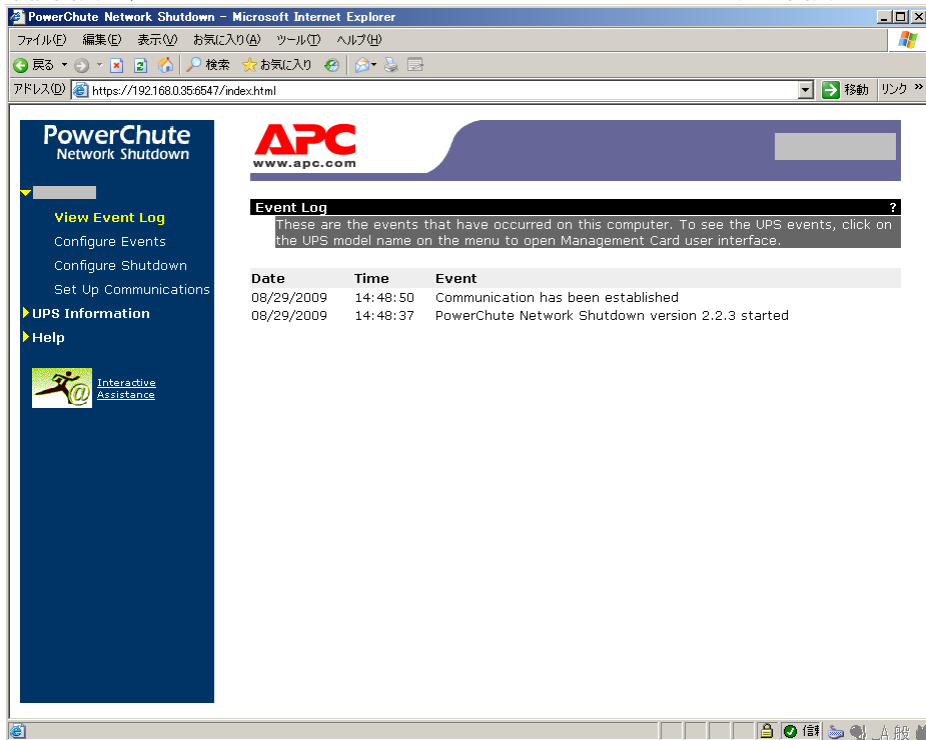 PowerChute Network Shutdown - Microsoft Internet Explorer
ファイル(F) 編集(E) 表示(V) お気に入り(A) ツール(T) ヘルプ(H)
戻る 検索 お気に入り
アドレス(D) https://192.168.0.35:6547/index.html 移動 リンク »
PowerChute
Network Shutdown
APC
www.apc.com
View Event Log
Configure Events
Configure Shutdown
Set Up Communications
UPS Information
Help
Interactive
Assistance
Event Log ?
These are the events that have occurred on this computer. To see the UPS events, click on
the UPS model name on the menu to open Management Card user interface.
Date Time Event
08/29/2009 14:48:50 Communication has been established
08/29/2009 14:48:37 PowerChute Network Shutdown version 2.2.3 started
_A 般